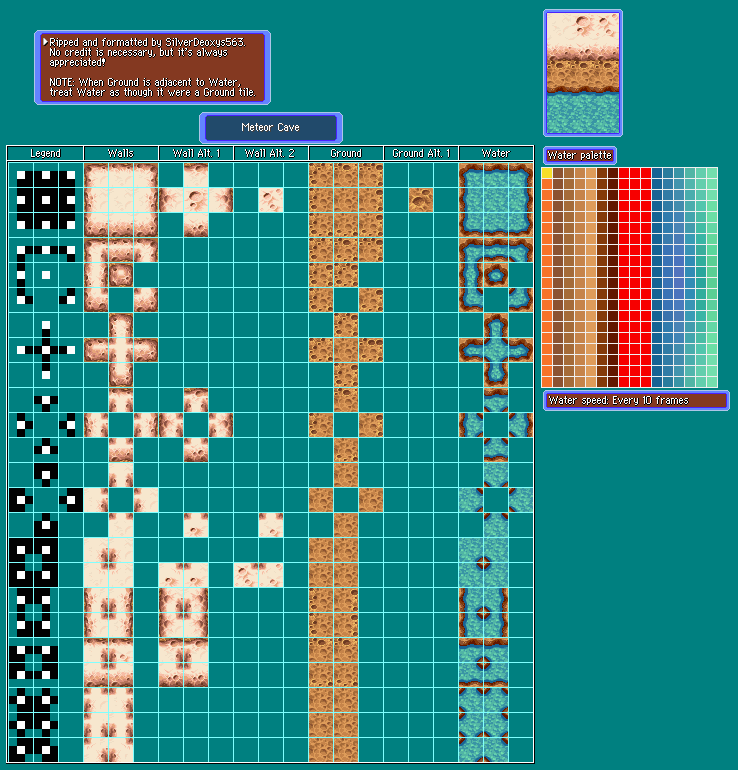 Ripped and formatted by SilverDeoxys563.
No credit is necessary, but it's always
appreciated!
NOTE: When Ground is adjacent to Water,
treat Water as though it were a Ground tile.
Meteor Cave
Legend Walls Wall Alt. 1 Wall Alt. 2 Ground Ground Alt. 1 Water
Water palette
Water speed: Every 10 frames